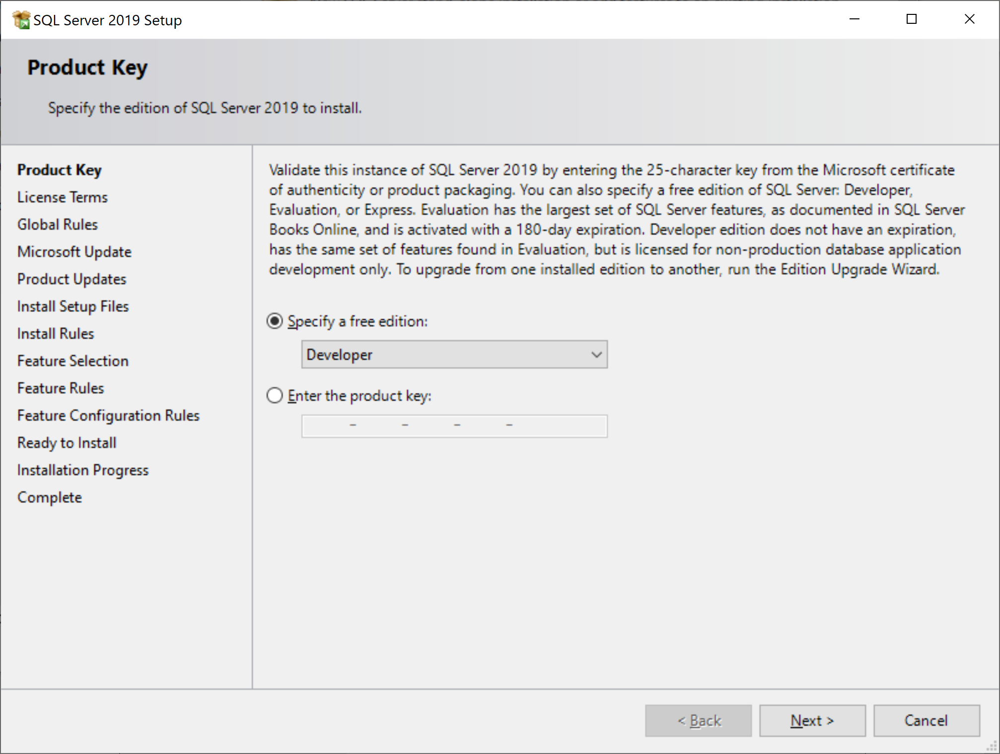 SQL Server 2019 Setup
Product Key
Specify the edition of SQL Server 2019 to install.
Product Key
License Terms
Global Rules
Microsoft Update
Product Updates
Install Setup Files
Install Rules
Feature Selection
Feature Rules
Feature Configuration Rules
Ready to Install
Installation Progress
Complete
Validate this instance of SQL Server 2019 by entering the 25-character key from the Microsoft certificate
of authenticity or product packaging. You can also specify a free edition of SQL Server: Developer,
Evaluation, or Express. Evaluation has the largest set of SQL Server features, as documented in SQL Server
Books Online, and is activated with a 180-day expiration. Developer edition does not have an expiration,
has the same set of features found in Evaluation, but is licensed for non-production database application
development only. To upgrade from one installed edition to another, run the Edition Upgrade Wizard.
Specify a free edition:
Developer
Enter the product key:
– – – –
< Back
Next >
Cancel